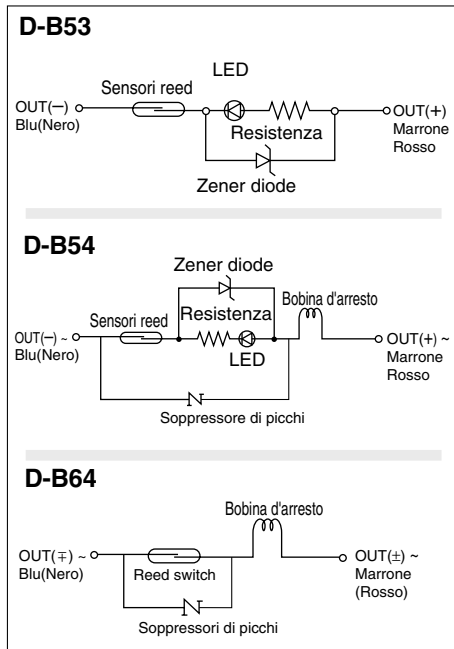 D-B53
LED
Sensori reed
OUT(−)
Blu(Nero)
OUT(+)
Marrone
Rosso
Resistenza
Zener diode
D-B54
Zener diode
Bobina d'arresto
Resistenza
Sensori reed
OUT(−) ~
Blu(Nero)
LED
OUT(+) ~
Marrone
Rosso
Soppressore di picchi
D-B64
Bobina d'arresto
OUT(∓) ~
Blu(Nero)
Reed switch
OUT(±) ~
Marrone
(Rosso)
Soppressori di picchi